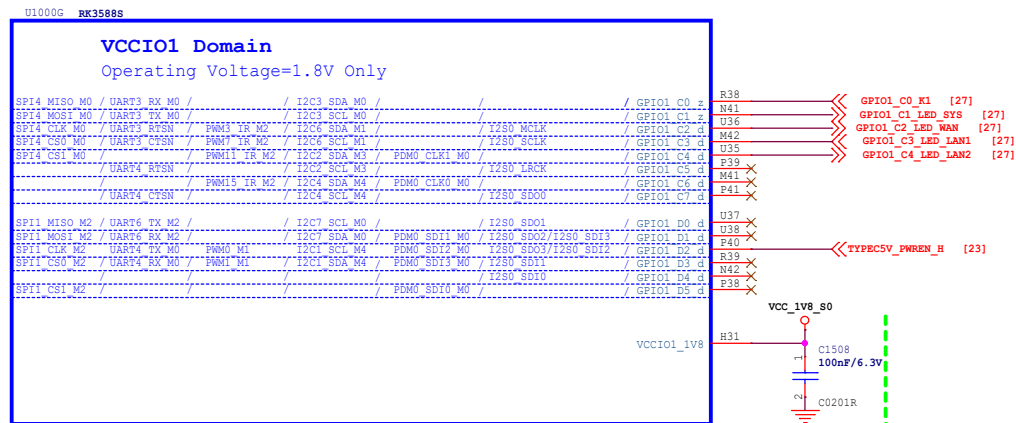 U1000G RK3588S
VCCIO1 Domain
Operating Voltage=1.8V Only
SPI4_MISO_M0 / UART3_RX_M0 / / I2C3_SDA_M0 / / / GPIO1_C0_z R38 GPIO1_C0_K1 [27]
SPI4_MOSI_M0 / UART3_TX_M0 / / I2C3_SCL_M0 / / / GPIO1_C1_z N41 GPIO1_C1_LED_SYS [27]
SPI4_CLK_M0 / UART3_RTSN / PWM3_IR_M2 / I2C6_SDA_M1 / / I2S0_MCLK / GPIO1_C2_d U36 GPIO1_C2_LED_WAN [27]
SPI4_CS0_M0 / UART3_CTSN / PWM7_IR_M2 / I2C6_SCL_M1 / / I2S0_SCLK / GPIO1_C3_d M42 GPIO1_C3_LED_LAN1 [27]
SPI4_CS1_M0 / / PWM11_IR_M2 / I2C2_SDA_M3 / PDM0_CLK1_M0 / / GPIO1_C4_d U35 GPIO1_C4_LED_LAN2 [27]
/ UART4_RTSN / / I2C2_SCL_M3 / / I2S0_LRCK / GPIO1_C5_d P39
/ / PWM15_IR_M2 / I2C4_SDA_M4 / PDM0_CLK0_M0 / / GPIO1_C6_d M41
/ UART4_CTSN / / I2C4_SCL_M4 / / I2S0_SDO0 / GPIO1_C7_d P41
SPI1_MISO_M2 / UART6_TX_M2 / / I2C7_SCL_M0 / / I2S0_SDO1 / GPIO1_D0_d U37
SPI1_MOSI_M2 / UART6_RX_M2 / / I2C7_SDA_M0 / PDM0_SDI1_M0 / I2S0_SDO2/I2S0_SDI3 / GPIO1_D1_d U38
SPI1_CLK_M2 / UART4_TX_M0 / PWM0_M1 / I2C1_SCL_M4 / PDM0_SDI2_M0 / I2S0_SDO3/I2S0_SDI2 / GPIO1_D2_d P40 TYPEC5V_PWREN_H [23]
SPI1_CS0_M2 / UART4_RX_M0 / PWM1_M1 / I2C1_SDA_M4 / PDM0_SDI3_M0 / I2S0_SDI1 / GPIO1_D3_d R39
/ / / / / I2S0_SDI0 / GPIO1_D4_d N42
SPI1_CS1_M2 / / / / PDM0_SDI0_M0 / / GPIO1_D5_d P38
VCC_1V8_S0
VCCIO1_1V8 H31
1 C1508
100nF/6.3V
2 C0201R